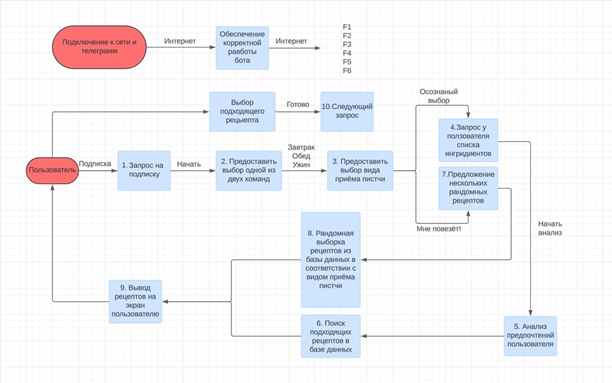 Подключение к сети и
телеграмм
Интернет
Обеспечение
корректной
равботы
бота
Интернет
F1
F2
F3
F4
F5
F6
Выбор
подходящего
рецыепта
Готово
10.Следующий
запрос
Осознаный
выбор
4.Запрос у
ползователя
списка
ингридиентов
Пользователь
Подписка
1. Запрос на
подписку
Начать
2. Предоставить
выбор одной из
двух команд
Завтрак
Обед
Ужин
3. Предоставить
выбор вида
приёма пистчи
7.Предложение
нескольких
рандомных
рецептов
Мне повезёт!
Начать
анализ
8. Рандомная
выборка
рецептов из
базы данных в
соответствии с
видом приёма
пистчи
9. Вывод
рецептов на
экран
пользователю
6. Поиск
подходящих
рецептов в
базе данных
5. Анализ
предпочтений
пользователя